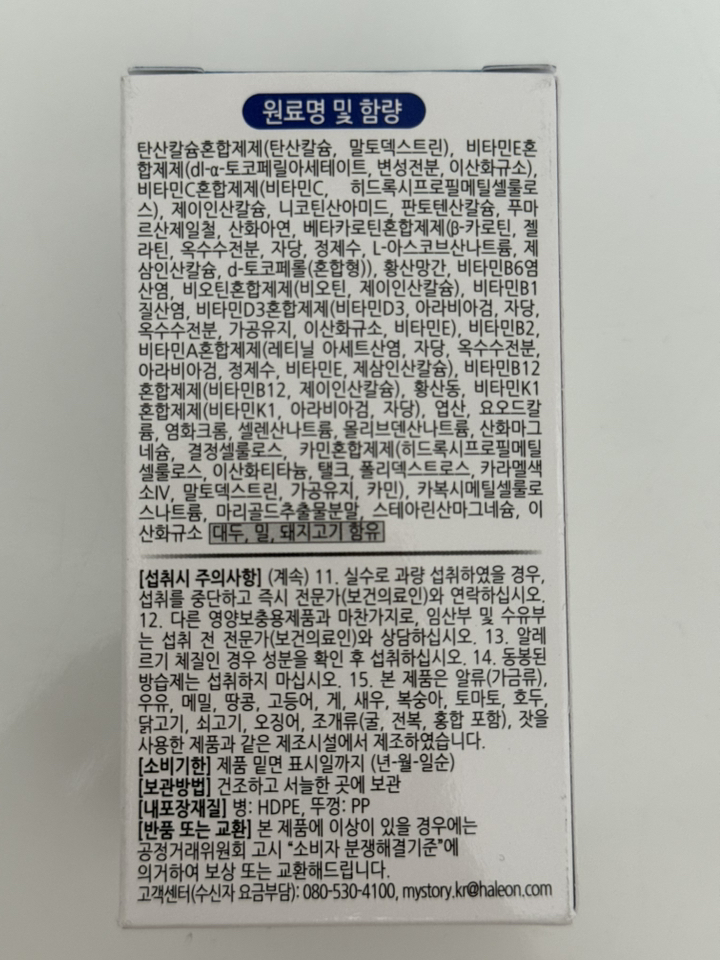 원료명 및 함량
탄산칼슘혼합제제(탄산칼슘, 말토덱스트린), 비타민E혼
합제제(dl-α-토코페릴아세테이트, 변성전분, 이산화규소),
비타민C혼합제제(비타민C, 히드록시프로필메틸셀룰로
스), 제이인산칼슘, 니코틴산아미드, 판토텐산칼슘, 푸마
르산제일철, 산화아연, 베타카로틴혼합제제(β-카로틴, 젤
라틴, 옥수수전분, 자당, 정제수, L-아스코브산나트륨, 제
삼인산칼슘, d-토코페롤(혼합형)), 황산망간, 비타민B6염
산염, 비오틴혼합제제(비오틴, 제이인산칼슘), 비타민B1
질산염, 비타민D3혼합제제(비타민D3, 아라비아검, 자당,
옥수수전분, 가공유지, 이산화규소, 비타민E), 비타민B2,
비타민A혼합제제(레티닐 아세트산염, 자당, 옥수수전분,
아라비아검, 정제수, 비타민E, 제삼인산칼슘), 비타민B12
혼합제제(비타민B12, 제이인산칼슘), 황산동, 비타민K1
혼합제제(비타민K1, 아라비아검, 자당), 엽산, 요오드칼
륨, 염화크롬, 셀렌산나트륨, 몰리브덴산나트륨, 산화마그
네슘, 결정셀룰로스, 카민혼합제제(히드록시프로필메틸
셀룰로스, 이산화티타늄, 탤크, 폴리덱스트로스, 카라멜색
소IV, 말토덱스트린, 가공유지, 카민), 카복시메틸셀룰로
스나트륨, 마리골드추출물분말, 스테아린산마그네슘, 이
산화규소 대두, 밀, 돼지고기 함유
[섭취시 주의사항] (계속) 11. 실수로 과량 섭취하였을 경우,
섭취를 중단하고 즉시 전문가(보건의료인)와 연락하십시오.
12. 다른 영양보충용제품과 마찬가지로, 임산부 및 수유부
는 섭취 전 전문가(보건의료인)와 상담하십시오. 13. 알레
르기 체질인 경우 성분을 확인 후 섭취하십시오. 14. 동봉된
방습제는 섭취하지 마십시오. 15. 본 제품은 알류(가금류),
우유, 메밀, 땅콩, 고등어, 게, 새우, 복숭아, 토마토, 호두,
닭고기, 쇠고기, 오징어, 조개류(굴, 전복, 홍합 포함), 잣을
사용한 제품과 같은 제조시설에서 제조하였습니다.
[소비기한] 제품 밑면 표시일까지 (년-월-일순)
[보관방법] 건조하고 서늘한 곳에 보관
[내포장재질] 병: HDPE, 뚜껑: PP
[반품 또는 교환] 본 제품에 이상이 있을 경우에는
공정거래위원회 고시 “소비자 분쟁해결기준”에
의거하여 보상 또는 교환해드립니다.
고객센터(수신자 요금부담): 080-530-4100, mystory.kr@haleon.com